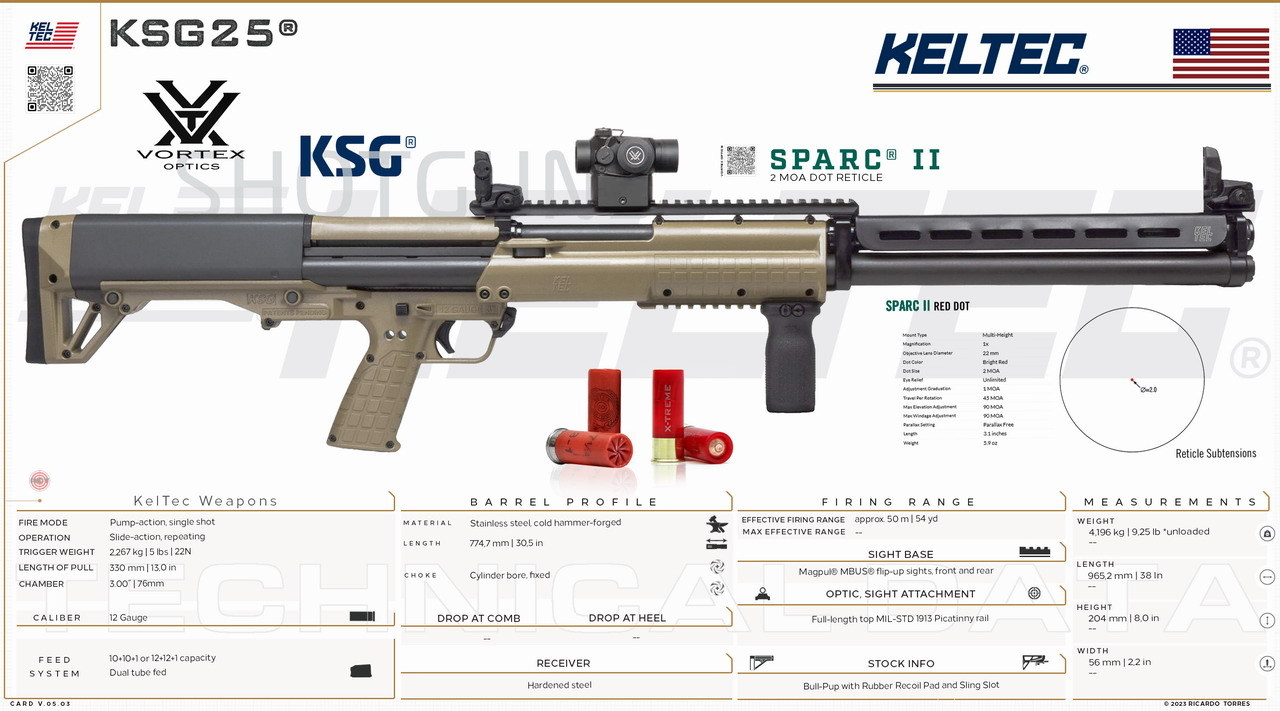 KEL
TEC
KSG25®
KELTEC®
VORTEX
OPTICS
KSG®
SHOTGUN
SPARC® II
2 MOA DOT RETICLE
KELTEC®
KEL
TEC
KSG
SPARC II RED DOT
Mount Type Multi-Height
Magnification 1x
Objective Lens Diameter 22 mm
Dot Color Bright Red
Dot Size 2 MOA
Eye Relief Unlimited
Adjustment Graduation 1 MOA
Travel Per Rotation 45 MOA
Max Elevation Adjustment 90 MOA
Max Windage Adjustment 90 MOA
Parallax Setting Parallax Free
Length 3.1 inches
Weight 5.9 oz
Ø=2.0
Reticle Subtensions
X-TREME
TECHNICAL DATA
KelTec Weapons
FIRE MODE Pump-action, single shot
OPERATION Slide-action, repeating
TRIGGER WEIGHT 2,267 kg | 5 lbs | 22N
LENGTH OF PULL 330 mm | 13,0 in
CHAMBER 3.00" | 76mm
CALIBER 12 Gauge
FEED
SYSTEM
10+10+1 or 12+12+1 capacity
Dual tube fed
BARREL PROFILE
MATERIAL Stainless steel, cold hammer-forged
LENGTH 774,7 mm | 30,5 in
CHOKE Cylinder bore, fixed
DROP AT COMB DROP AT HEEL
-- --
RECEIVER
Hardened steel
FIRING RANGE
EFFECTIVE FIRING RANGE approx. 50 m | 54 yd
MAX EFFECTIVE RANGE --
SIGHT BASE
Magpul® MBUS® flip-up sights, front and rear
OPTIC, SIGHT ATTACHMENT
Full-length top MIL-STD 1913 Picatinny rail
STOCK INFO
Bull-Pup with Rubber Recoil Pad and Sling Slot
MEASUREMENTS
WEIGHT
4,196 kg | 9,25 lb *unloaded
--
LENGTH
965,2 mm | 38 In
--
HEIGHT
204 mm | 8,0 in
--
WIDTH
56 mm | 2,2 in
--
CARD V.05.03
© 2023 RICARDO TORRES